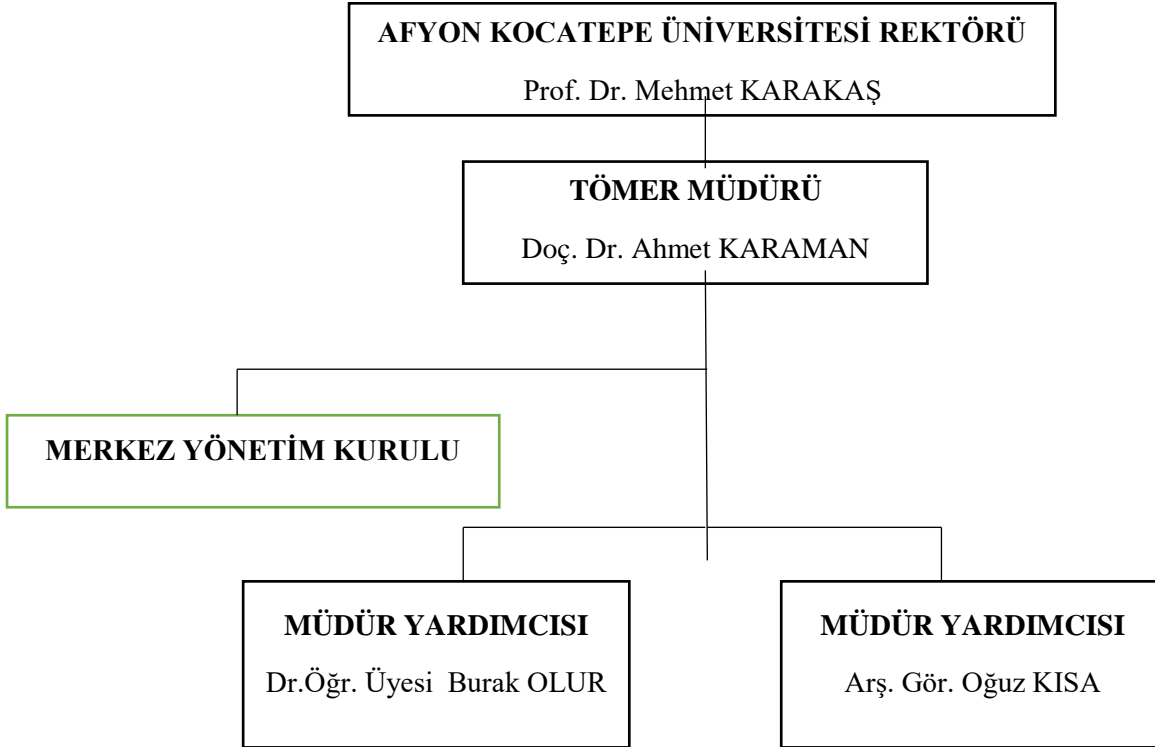 AFYON KOCATEPE ÜNİVERSİTESİ REKTÖRÜ
Prof. Dr. Mehmet KARAKAŞ
TÖMER MÜDÜRÜ
Doç. Dr. Ahmet KARAMAN
MERKEZ YÖNETİM KURULU
MÜDÜR YARDIMCISI
Dr.Öğr. Üyesi  Burak OLUR
MÜDÜR YARDIMCISI
Arş. Gör. Oğuz KISA